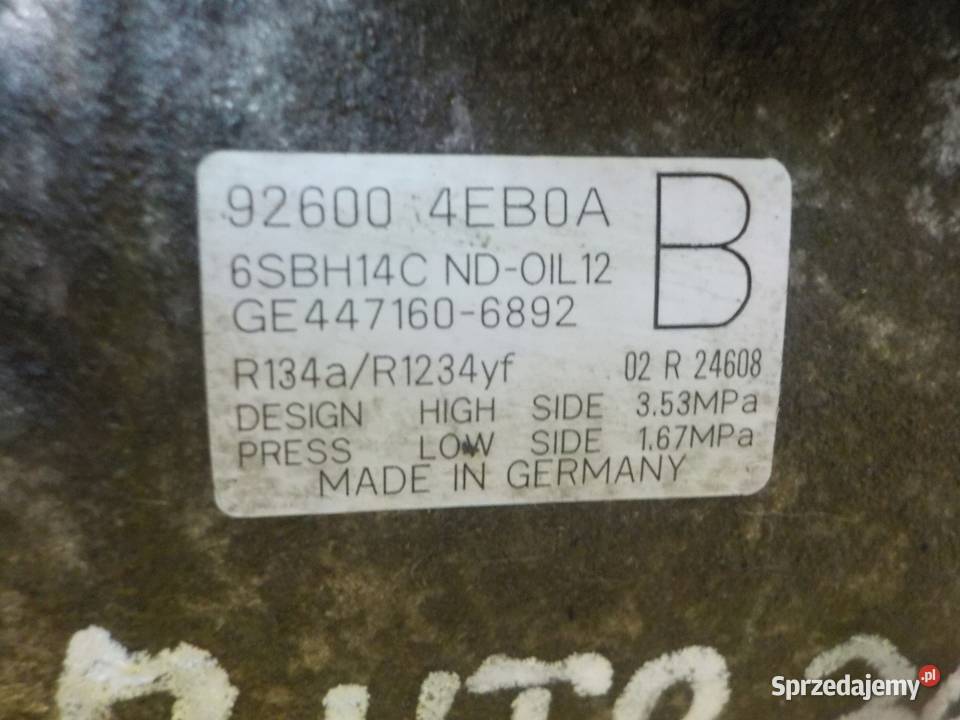 92600 4EB0A B
6SBH14C ND-OIL12
GE447160-6892
R134a/R1234yf 02 R 24608
DESIGN HIGH SIDE 3.53MPa
PRESS LOW SIDE 1.67MPa
MADE IN GERMANY
Sprzedajemy.pl